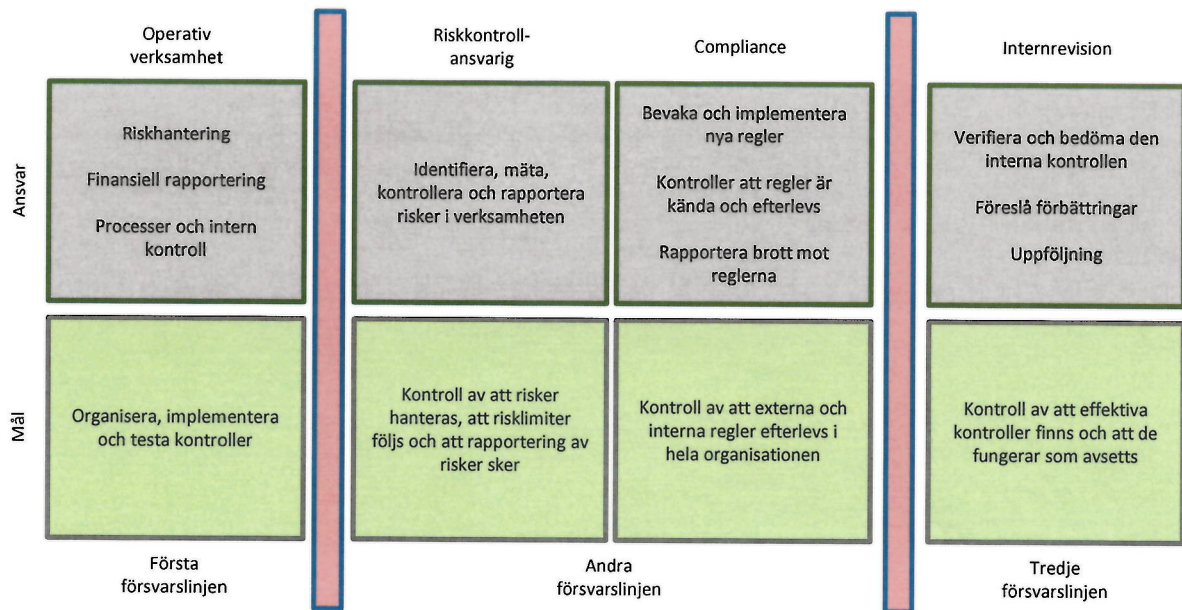 Operativ
verksamhet
Riskkontroll-
ansvarig
Compliance
Internrevision
Ansvar
Riskhantering
Finansiell rapportering
Processer och intern
kontroll
Identifiera, mäta,
kontrollera och rapportera
risker i verksamheten
Bevaka och implementera
nya regler
Kontroller att regler är
kända och efterlevs
Rapportera brott mot
reglerna
Verifiera och bedöma den
interna kontrollen
Föreslå förbättringar
Uppföljning
Mål
Organisera, implementera
och testa kontroller
Kontroll av att risker
hanteras, att risklimiter
följs och att rapportering av
risker sker
Kontroll av att externa och
interna regler efterlevs i
hela organisationen
Kontroll av att effektiva
kontroller finns och att de
fungerar som avsetts
Första
försvarslinjen
Andra
försvarslinjen
Tredje
försvarslinjen